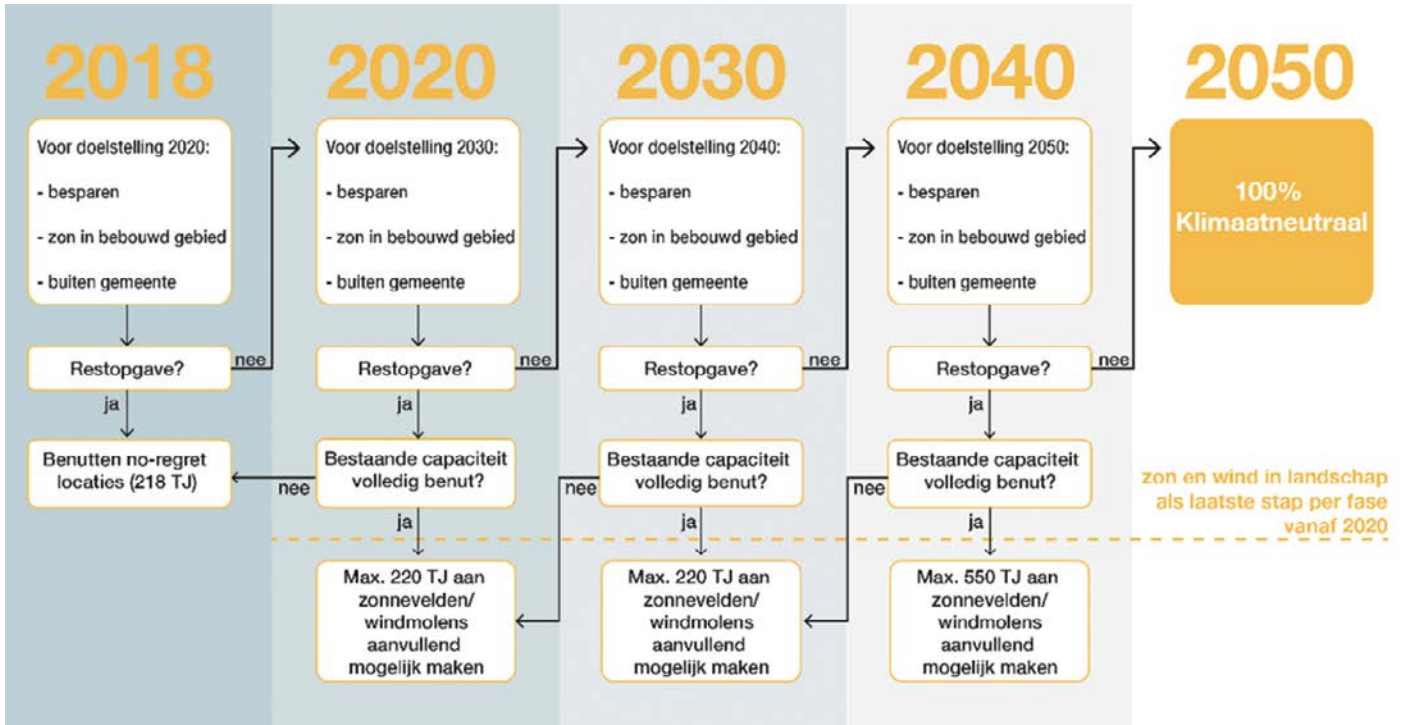 2018
Voor doelstelling 2020:
- besparen
- zon in bebouwd gebied
- buiten gemeente
Restopgave?
nee
ja
Benutten no-regret
locaties (218 TJ)
2020
Voor doelstelling 2030:
- besparen
- zon in bebouwd gebied
- buiten gemeente
Restopgave?
nee
ja
Bestaande capaciteit
volledig benut?
nee
ja
Max. 220 TJ aan
zonnevelden/
windmolens
aanvullend
mogelijk maken
2030
Voor doelstelling 2040:
- besparen
- zon in bebouwd gebied
- buiten gemeente
Restopgave?
nee
ja
Bestaande capaciteit
volledig benut?
nee
ja
Max. 220 TJ aan
zonnevelden/
windmolens
aanvullend
mogelijk maken
2040
Voor doelstelling 2050:
- besparen
- zon in bebouwd gebied
- buiten gemeente
Restopgave?
nee
ja
Bestaande capaciteit
volledig benut?
nee
ja
Max. 550 TJ aan
zonnevelden/
windmolens
aanvullend
mogelijk maken
2050
100%
Klimaatneutraal
zon en wind in landschap
als laatste stap per fase
vanaf 2020